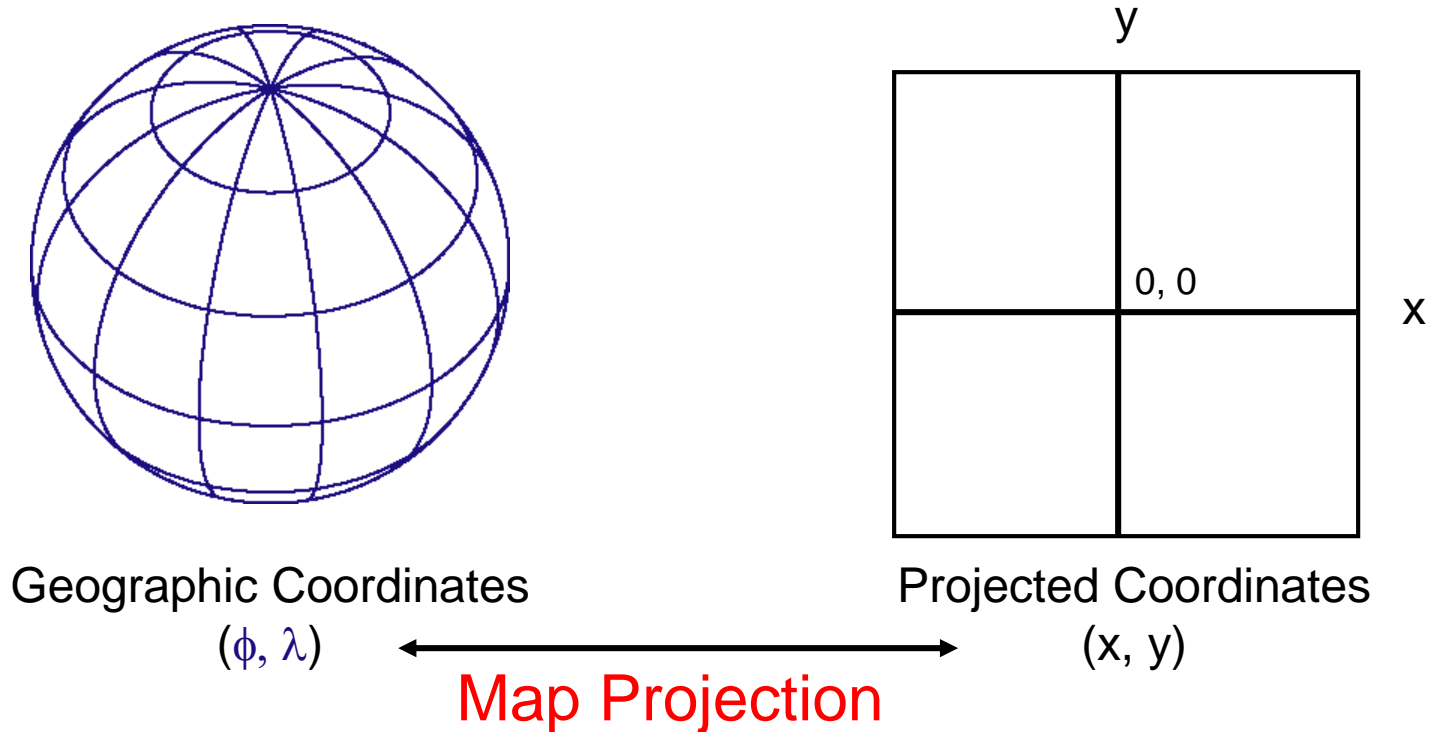 y
0, 0
x
Geographic Coordinates
(ϕ, λ)
Projected Coordinates
(x, y)
Map Projection